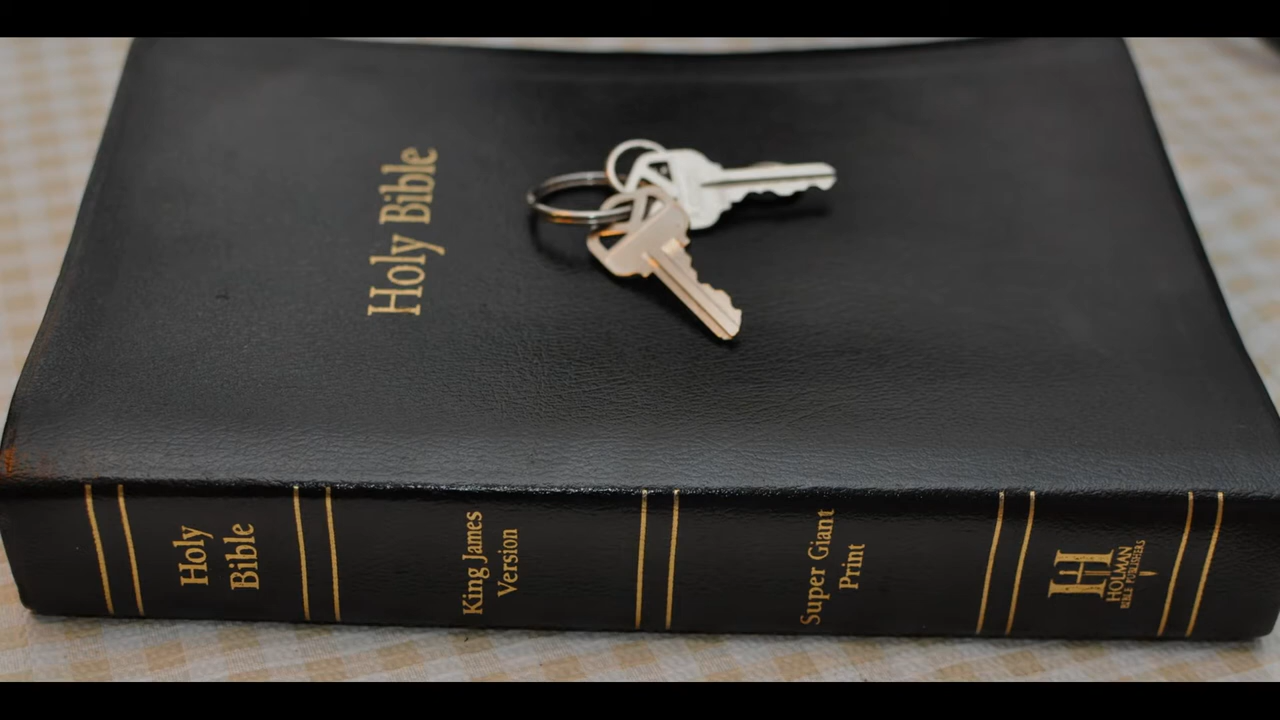 Holy Bible
Holy
Bible
King James
Version
Super Giant
Print
H
HOLMAN
BIBLE PUBLISHERS